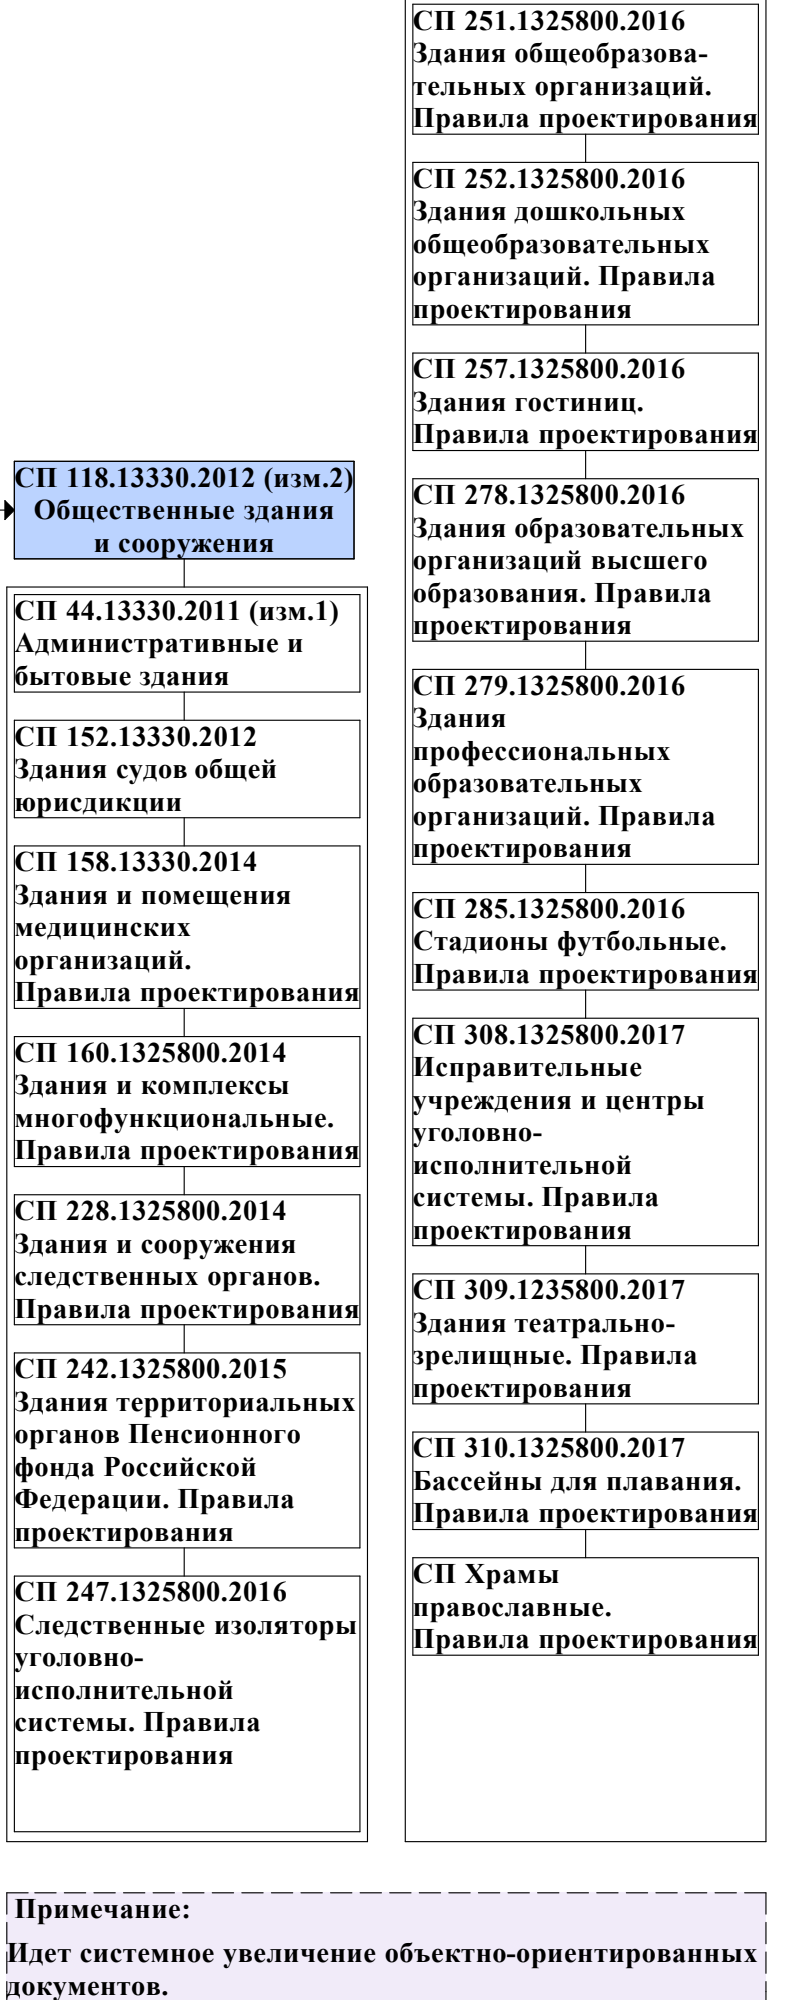 СП 118.13330.2012 (изм.2)
Общественные здания
и сооружения
СП 44.13330.2011 (изм.1)
Административные и
бытовые здания
СП 152.13330.2012
Здания судов общей
юрисдикции
СП 158.13330.2014
Здания и помещения
медицинских
организаций.
Правила проектирования
СП 160.1325800.2014
Здания и комплексы
многофункциональные.
Правила проектирования
СП 228.1325800.2014
Здания и сооружения
следственных органов.
Правила проектирования
СП 242.1325800.2015
Здания территориальных
органов Пенсионного
фонда Российской
Федерации. Правила
проектирования
СП 247.1325800.2016
Следственные изоляторы
уголовно-
исполнительной
системы. Правила
проектирования
СП 251.1325800.2016
Здания общеобразова-
тельных организаций.
Правила проектирования
СП 252.1325800.2016
Здания дошкольных
общеобразовательных
организаций. Правила
проектирования
СП 257.1325800.2016
Здания гостиниц.
Правила проектирования
СП 278.1325800.2016
Здания образовательных
организаций высшего
образования. Правила
проектирования
СП 279.1325800.2016
Здания
профессиональных
образовательных
организаций. Правила
проектирования
СП 285.1325800.2016
Стадионы футбольные.
Правила проектирования
СП 308.1325800.2017
Исправительные
учреждения и центры
уголовно-
исполнительной
системы. Правила
проектирования
СП 309.1235800.2017
Здания театрально-
зрелищные. Правила
проектирования
СП 310.1325800.2017
Бассейны для плавания.
Правила проектирования
СП Храмы
православные.
Правила проектирования
Примечание:
Идет системное увеличение объектно-ориентированных
документов.